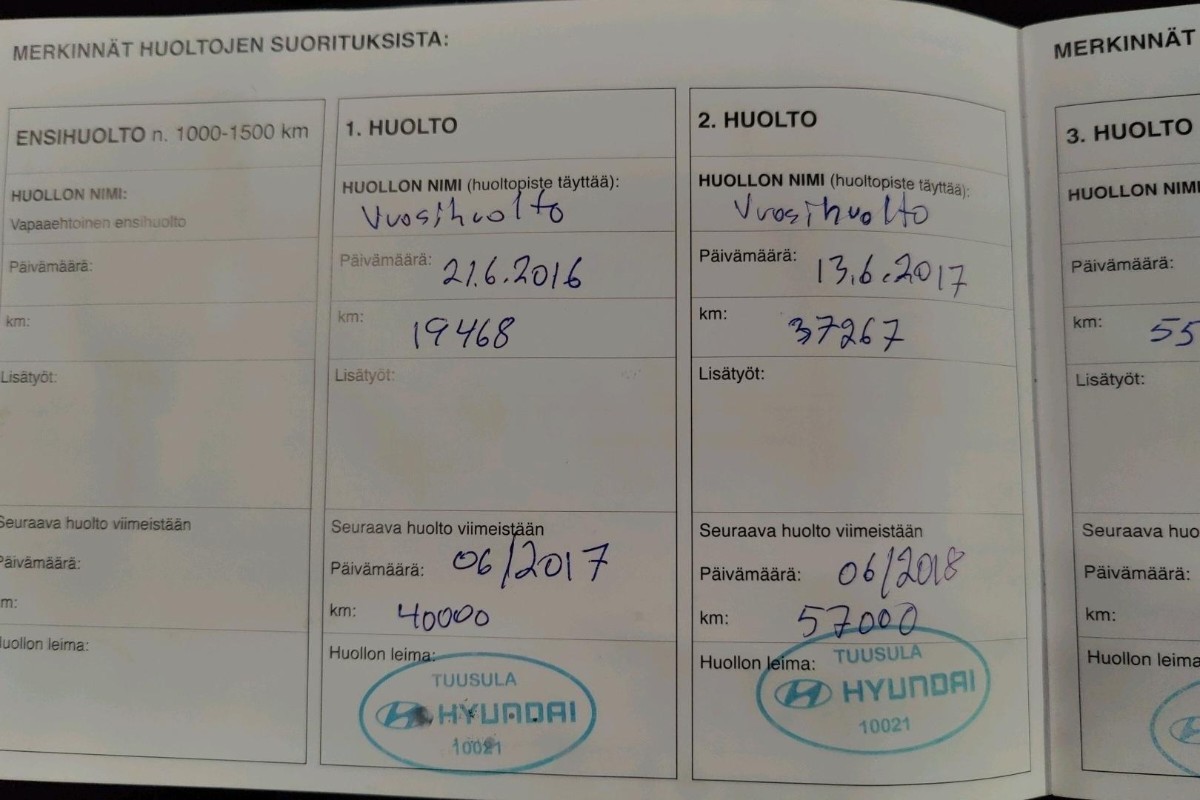 MERKINNÄT HUOLTOJEN SUORITUKSISTA:
ENSIHUOLTO n. 1000-1500 km
HUOLLON NIMI:
Vapaaehtoinen ensihuolto
Päivämäärä:
km:
Lisätyöt:
Seuraava huolto viimeistään
Päivämäärä:
km:
Huollon leima:
1. HUOLTO
HUOLLON NIMI (huoltopiste täyttää):
Vuosihuolto
Päivämäärä: 21.6.2016
km: 19468
Lisätyöt:
Seuraava huolto viimeistään
Päivämäärä: 06/2017
km: 40000
Huollon leima:
TUUSULA
HYUNDAI
10021
2. HUOLTO
HUOLLON NIMI (huoltopiste täyttää):
Vuosihuolto
Päivämäärä: 13.6.2017
km: 37267
Lisätyöt:
Seuraava huolto viimeistään
Päivämäärä: 06/2018
km: 57000
Huollon leima:
TUUSULA
HYUNDAI
10021
MERKINNÄT
3. HUOLTO
HUOLLON NIMI
Päivämäärä:
km: 55
Lisätyöt:
Seuraava huo
Päivämäärä:
km:
Huollon leima